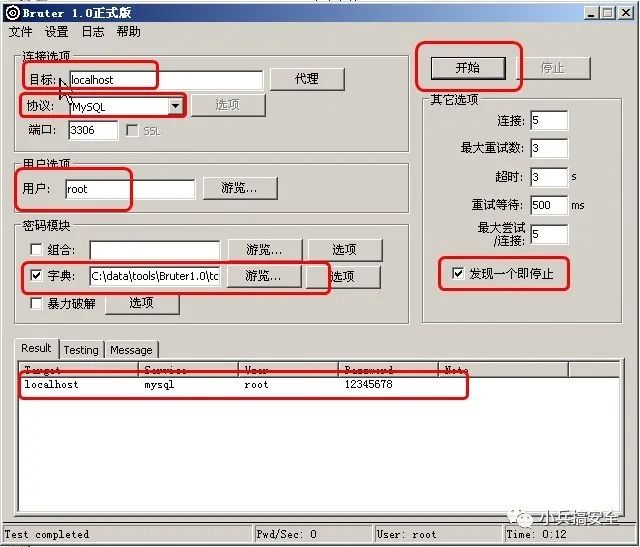 Bruter 1.0正式版
文件 设置 日志 帮助
连接选项
目标: localhost 代理
协议: MySQL 选项
端口: 3306 SSL
用户选项
用户: root 游览...
密码模块
组合: 游览... 选项
字典: C:\data\tools\Bruter1.0\to 游览... 选项
暴力破解 选项
开始 停止
其它选项
连接: 5
最大重试数: 3
超时: 3 s
重试等待: 500 ms
最大尝试
/连接: 5
发现一个即停止
Result Testing Message
Target Service User Password Note
localhost mysql root 12345678
小兵搞安全
Test completed Pwd/Sec: 0 User: root Time: 0:12